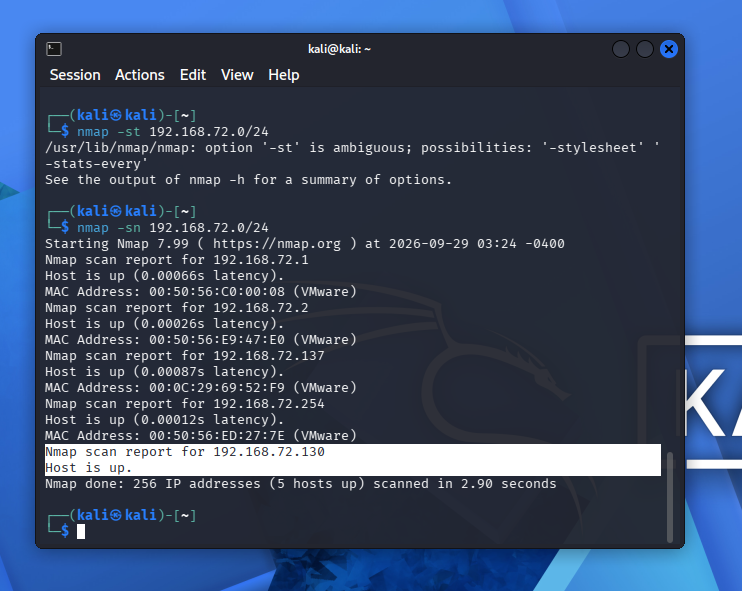 kali@kali: ~
Session Actions Edit View Help
┌──(kali㉿kali)-[~]
└─$ nmap -st 192.168.72.0/24
/usr/lib/nmap/nmap: option '-st' is ambiguous; possibilities: '-stylesheet' '
-stats-every'
See the output of nmap -h for a summary of options.
┌──(kali㉿kali)-[~]
└─$ nmap -sn 192.168.72.0/24
Starting Nmap 7.99 ( https://nmap.org ) at 2026-09-29 03:24 -0400
Nmap scan report for 192.168.72.1
Host is up (0.00066s latency).
MAC Address: 00:50:56:C0:00:08 (VMware)
Nmap scan report for 192.168.72.2
Host is up (0.00026s latency).
MAC Address: 00:50:56:E9:47:E0 (VMware)
Nmap scan report for 192.168.72.137
Host is up (0.00087s latency).
MAC Address: 00:0C:29:69:52:F9 (VMware)
Nmap scan report for 192.168.72.254
Host is up (0.00012s latency).
MAC Address: 00:50:56:ED:27:7E (VMware)
Nmap scan report for 192.168.72.130
Host is up.
Nmap done: 256 IP addresses (5 hosts up) scanned in 2.90 seconds
┌──(kali㉿kali)-[~]
└─$
KA